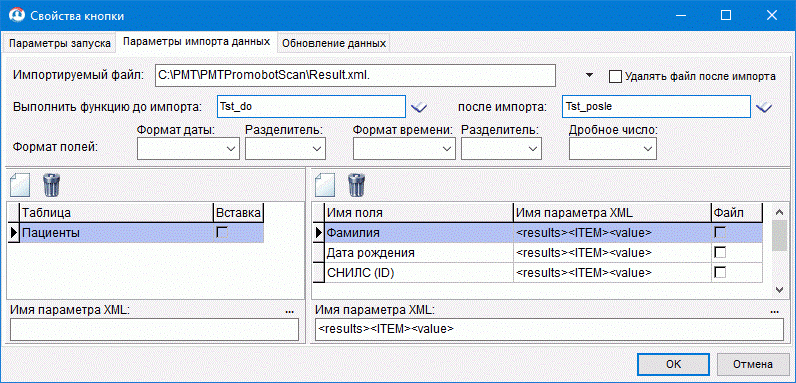 Свойства кнопки
Параметры запуска Параметры импорта данных Обновление данных
Импортируемый файл: C:\PMT\PMTPromobotScan\Result.xml. Удалять файл после импорта
Выполнить функцию до импорта: Tst_do после импорта: Tst_posle
Формат даты: Разделитель: Формат времени: Разделитель: Дробное число:
Формат полей:
Таблица Вставка
Пациенты
Имя параметра XML: ...
Имя поля Имя параметра XML Файл
Фамилия <results><ITEM><value>
Дата рождения <results><ITEM><value>
СНИЛС (ID) <results><ITEM><value>
Имя параметра XML: ...
<results><ITEM><value>
OK Отмена